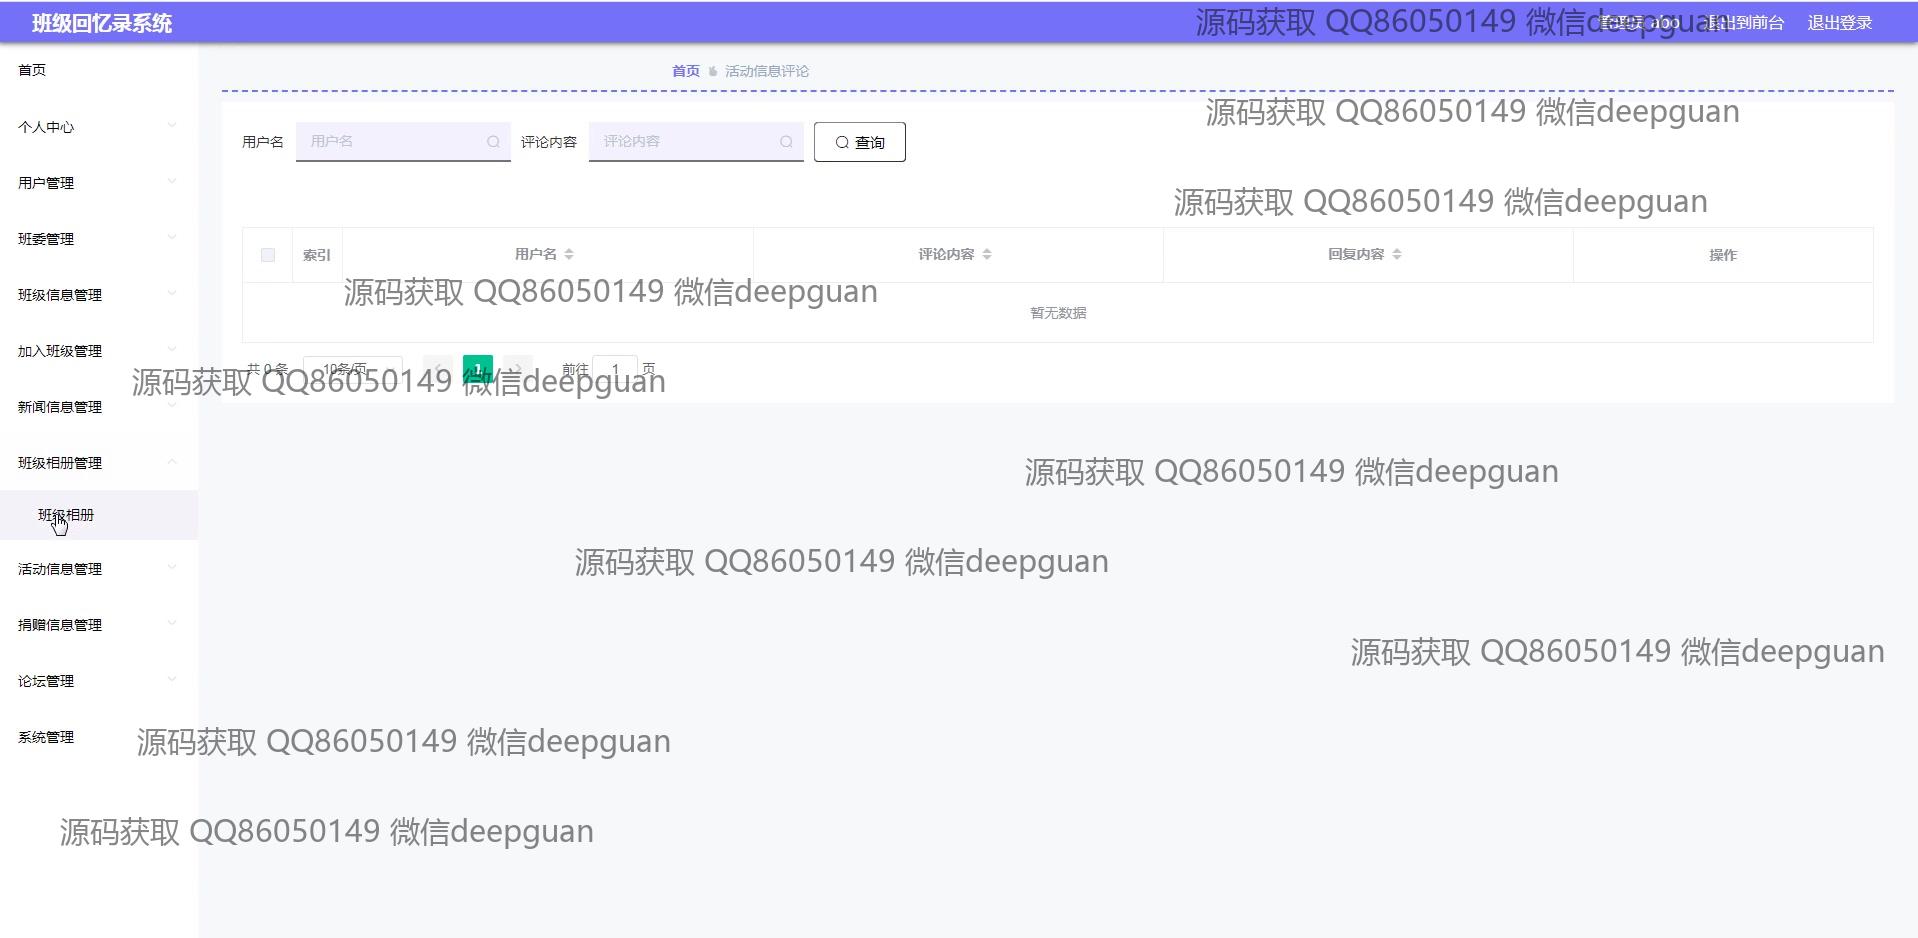 班级回忆录系统
源码获取 QQ86050149 微信deepguan
管理员 abo 退出到前台 退出登录
首页
首页 活动信息评论
源码获取 QQ86050149 微信deepguan
个人中心
用户名 用户名 评论内容 评论内容 查询
用户管理
源码获取 QQ86050149 微信deepguan
班委管理
索引 用户名 评论内容 回复内容 操作
班级信息管理
源码获取 QQ86050149 微信deepguan
暂无数据
加入班级管理
共 0 条 10条/页 1 前往 1 页
源码获取 QQ86050149 微信deepguan
新闻信息管理
班级相册管理
源码获取 QQ86050149 微信deepguan
班级相册
活动信息管理
源码获取 QQ86050149 微信deepguan
捐赠信息管理
源码获取 QQ86050149 微信deepguan
论坛管理
系统管理
源码获取 QQ86050149 微信deepguan
源码获取 QQ86050149 微信deepguan